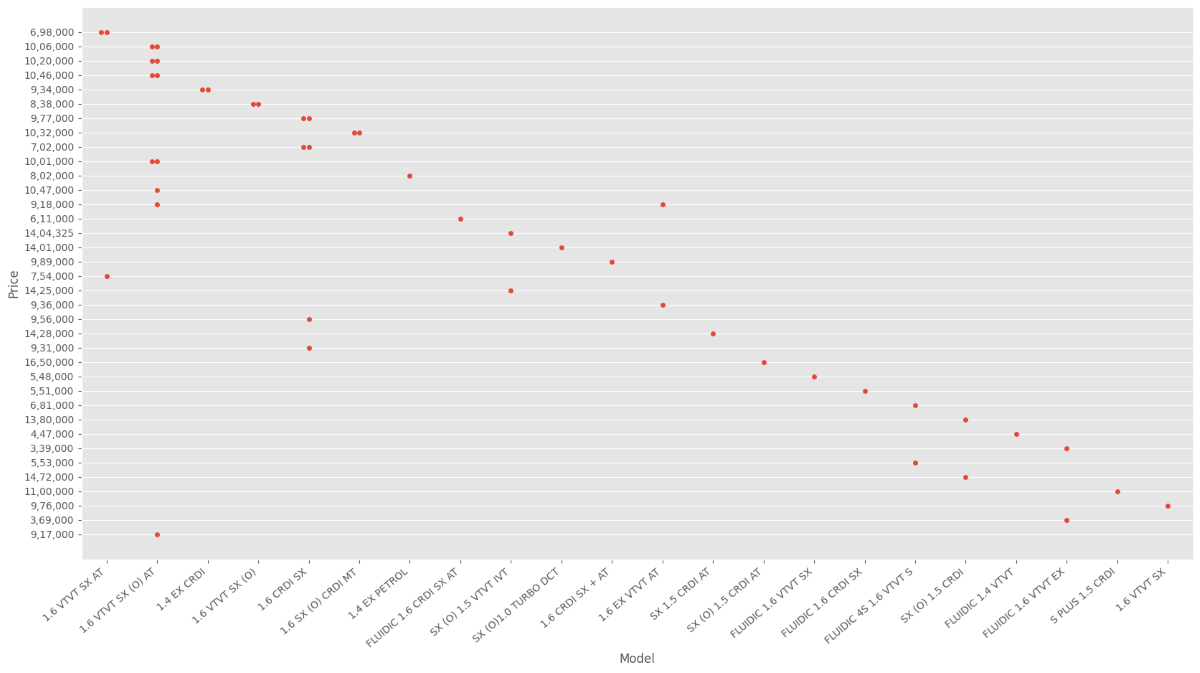 6,98,000
10,06,000
10,20,000
10,46,000
9,34,000
8,38,000
9,77,000
10,32,000
7,02,000
10,01,000
8,02,000
10,47,000
9,18,000
6,11,000
14,04,325
14,01,000
9,89,000
7,54,000
14,25,000
9,36,000
9,56,000
14,28,000
9,31,000
16,50,000
5,48,000
5,51,000
6,81,000
13,80,000
4,47,000
3,39,000
5,53,000
14,72,000
11,00,000
9,76,000
3,69,000
9,17,000
Price
1.6 VTVT SX AT
1.6 VTVT SX (O) AT
1.4 EX CRDI
1.6 VTVT SX (O)
1.6 CRDI SX
1.6 SX (O) CRDI MT
1.4 EX PETROL
FLUIDIC 1.6 CRDI SX AT
SX (O) 1.5 VTVT IVT
SX (O)1.0 TURBO DCT
1.6 CRDI SX + AT
1.6 EX VTVT AT
SX 1.5 CRDI AT
SX (O) 1.5 CRDI AT
FLUIDIC 1.6 VTVT SX
FLUIDIC 1.6 CRDI SX
FLUIDIC 4S 1.6 VTVT S
SX (O) 1.5 CRDI
FLUIDIC 1.4 VTVT
FLUIDIC 1.6 VTVT EX
S PLUS 1.5 CRDI
1.6 VTVT SX
Model